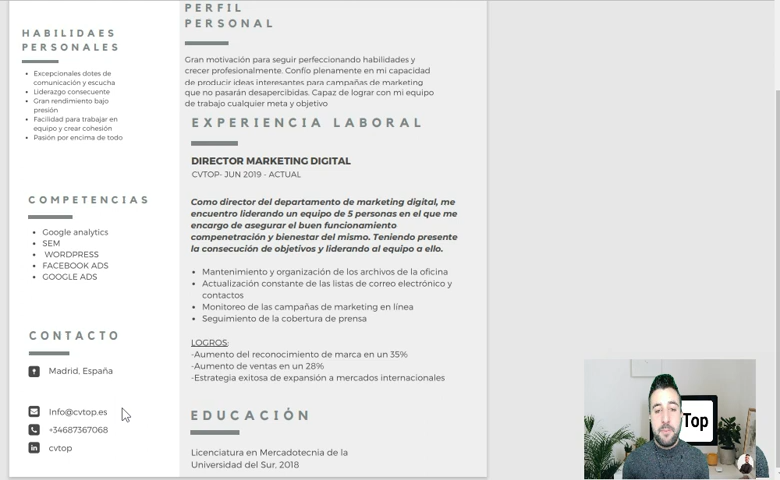 HABILIDAES
PERSONALES
Excepcionales dotes de
comunicación y escucha
Liderazgo consecuente
Gran rendimiento bajo
presión
Facilidad para trabajar en
equipo y crear cohesión
Pasión por encima de todo
COMPETENCIAS
Google analytics
SEM
WORDPRESS
FACEBOOK ADS
GOOGLE ADS
CONTACTO
Madrid, España
Info@cvtop.es
+34687367068
cvtop
PERFIL
PERSONAL
Gran motivación para seguir perfeccionando habilidades y
crecer profesionalmente. Confío plenamente en mi capacidad
de producir ideas interesantes para campañas de marketing
que no pasarán desapercibidas. Capaz de lograr con mi equipo
de trabajo cualquier meta y objetivo
EXPERIENCIA LABORAL
DIRECTOR MARKETING DIGITAL
CVTOP- JUN 2019 - ACTUAL
Como director del departamento de marketing digital, me
encuentro liderando un equipo de 5 personas en el que me
encargo de asegurar el buen funcionamiento
compenetración y bienestar del mismo. Teniendo presente
la consecución de objetivos y liderando al equipo a ello.
Mantenimiento y organización de los archivos de la oficina
Actualización constante de las listas de correo electrónico y
contactos
Monitoreo de las campañas de marketing en línea
Seguimiento de la cobertura de prensa
LOGROS:
-Aumento del reconocimiento de marca en un 35%
-Aumento de ventas en un 28%
-Estrategia exitosa de expansión a mercados internacionales
EDUCACIÓN
Licenciatura en Mercadotecnia de la
Universidad del Sur, 2018
Top